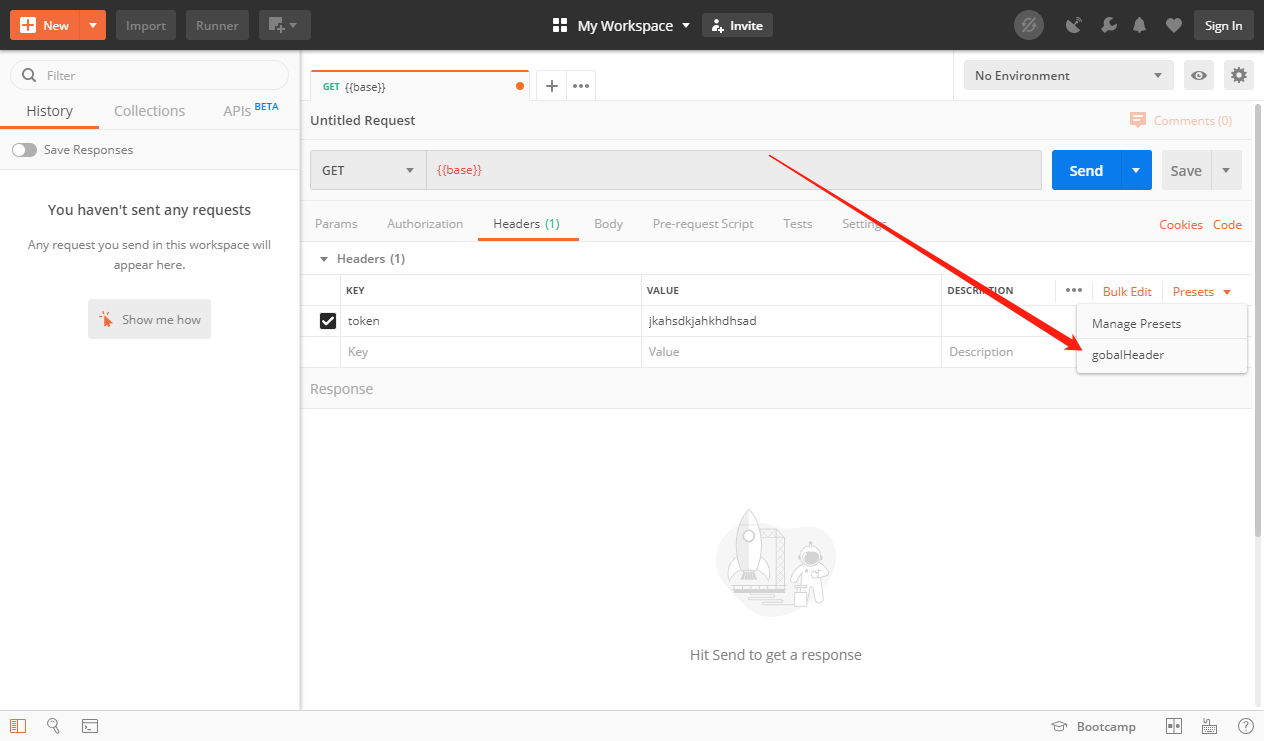 New
Import
Runner
My Workspace
Invite
Sign In
Filter
History
Collections
APIs BETA
Save Responses
You haven't sent any requests
Any request you send in this workspace will
appear here.
Show me how
GET {{base}}
No Environment
Untitled Request
Comments (0)
GET
{{base}}
Send
Save
Params
Authorization
Headers (1)
Body
Pre-request Script
Tests
Settings
Cookies
Code
Headers (1)
KEY
VALUE
DESCRIPTION
Bulk Edit
Presets
token
jkahsdkjahkhdhsad
Manage Presets
Key
Value
Description
gobalHeader
Response
Hit Send to get a response
Bootcamp